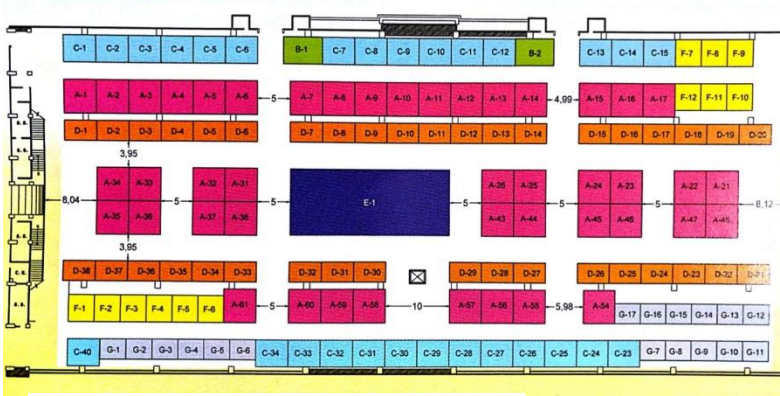 C-1 C-2 C-3 C-4 C-5 C-6 B-1 C-7 C-8 C-9 C-10 C-11 C-12 B-2 C-13 C-14 C-15 F-7 F-8 F-9
A-1 A-2 A-3 A-4 A-5 A-6 5 A-7 A-8 A-9 A-10 A-11 A-12 A-13 A-14 4,99 A-15 A-16 A-17 F-12 F-11 F-10
D-1 D-2 D-3 D-4 D-5 D-6 D-7 D-8 D-9 D-10 D-11 D-12 D-13 D-14 D-15 D-16 D-17 D-18 D-19 D-20
3,95
A-34 A-33 A-32 A-31 A-26 A-25 A-24 A-23 A-22 A-21
8,04 5 5 E-1 5 5 5 8,12
A-35 A-36 A-37 A-38 A-43 A-44 A-45 A-46 A-47 A-48
3,95
D-38 D-37 D-36 D-35 D-34 D-33 D-32 D-31 D-30 D-29 D-28 D-27 D-26 D-25 D-24 D-23 D-22 D-21
F-1 F-2 F-3 F-4 F-5 F-6 A-61 5 A-60 A-59 A-58 10 A-57 A-56 A-55 5,98 A-54 G-17 G-16 G-15 G-14 G-13 G-12
C-40 G-1 G-2 G-3 G-4 G-5 G-6 C-34 C-33 C-32 C-31 C-30 C-29 C-28 C-27 C-26 C-25 C-24 C-23 G-7 G-8 G-9 G-10 G-11